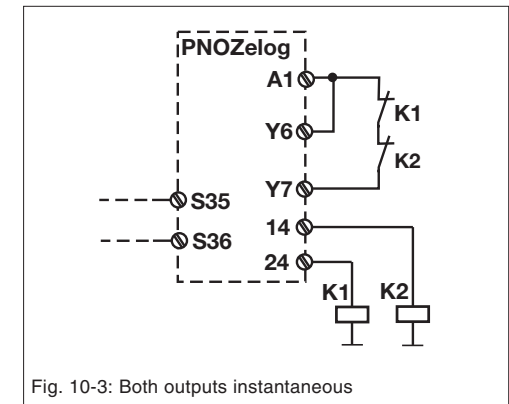 PNOZelog
A1
K1
Y6
K2
Y7
S35
14
S36
24
K1
K2
Fig. 10-3: Both outputs instantaneous